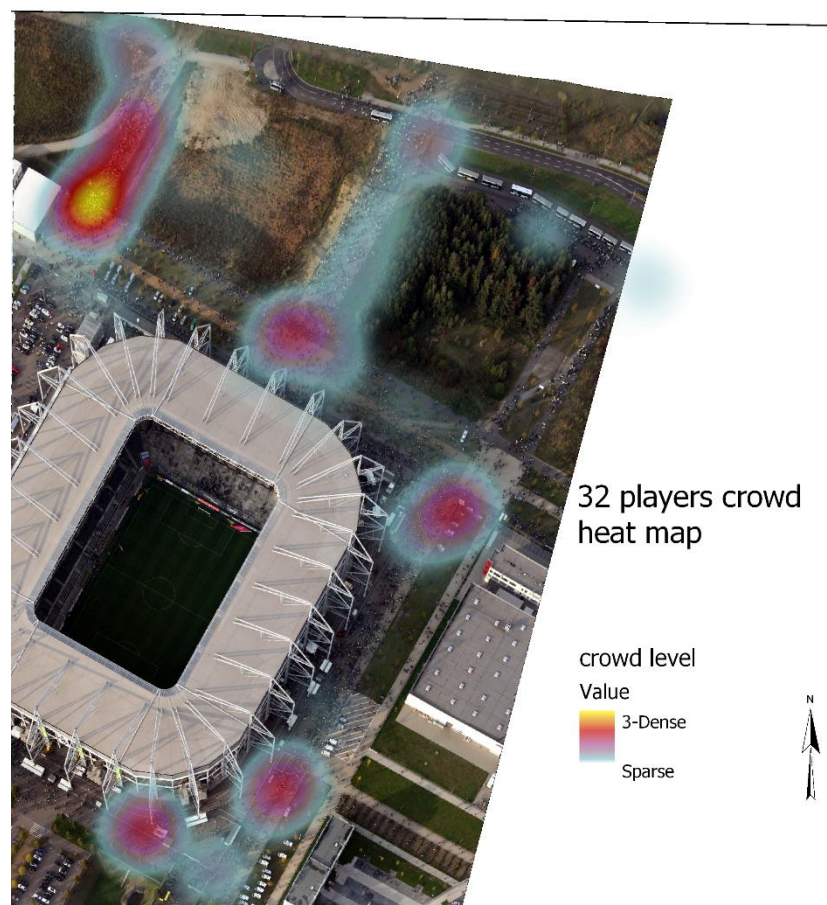 32 players crowd
heat map
crowd level
Value
3-Dense
Sparse
N